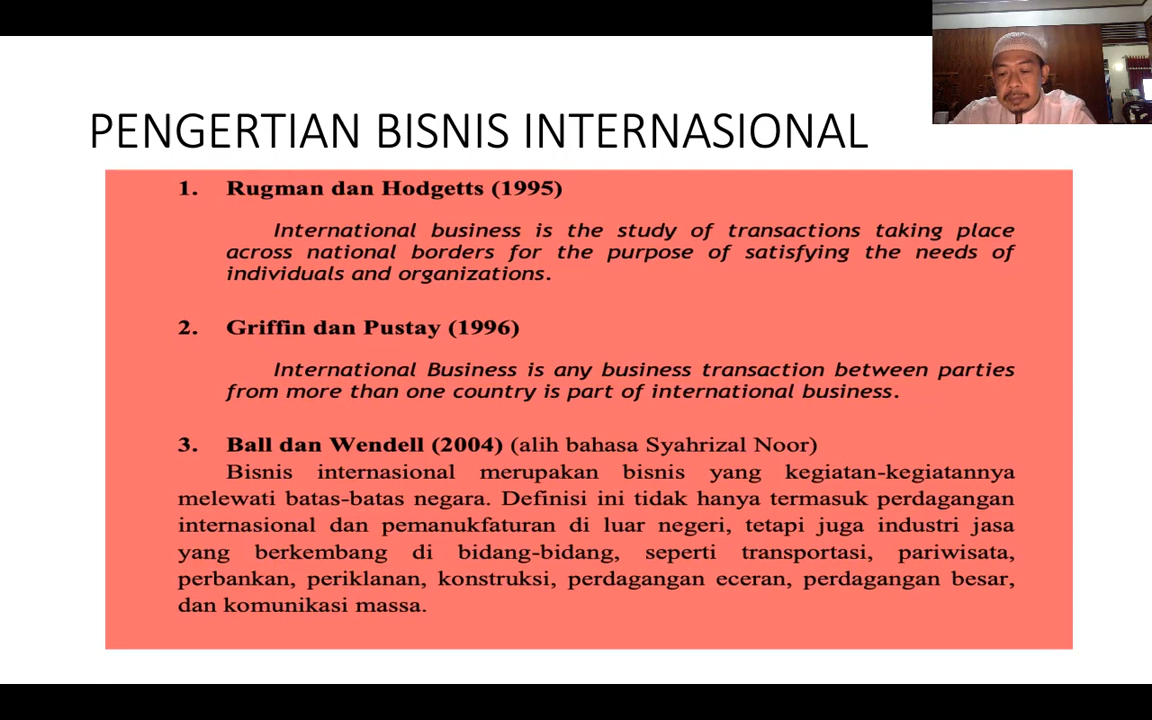 PENGERTIAN BISNIS INTERNASIONAL
1. Rugman dan Hodgetts (1995)
International business is the study of transactions taking place
across national borders for the purpose of satisfying the needs of
individuals and organizations.
2. Griffin dan Pustay (1996)
International Business is any business transaction between parties
from more than one country is part of international business.
3. Ball dan Wendell (2004) (alih bahasa Syahrizal Noor)
Bisnis internasional merupakan bisnis yang kegiatan-kegiatannya
melewati batas-batas negara. Definisi ini tidak hanya termasuk perdagangan
internasional dan pemanukfaturan di luar negeri, tetapi juga industri jasa
yang berkembang di bidang-bidang, seperti transportasi, pariwisata,
perbankan, periklanan, konstruksi, perdagangan eceran, perdagangan besar,
dan komunikasi massa.